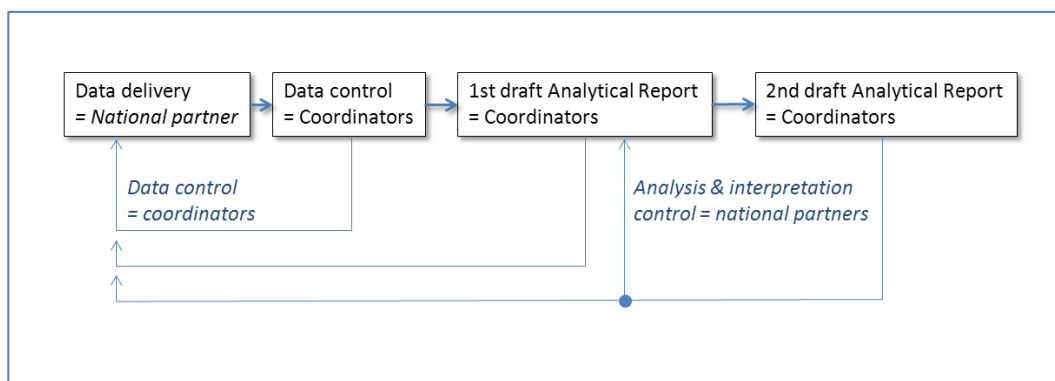 Data delivery
= National partner
Data control
= Coordinators
1st draft Analytical Report
= Coordinators
2nd draft Analytical Report
= Coordinators
Data control
= coordinators
Analysis & interpretation
control = national partners